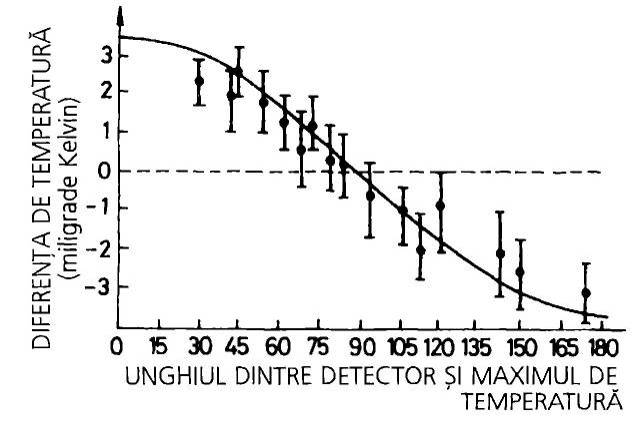 DIFERENȚA DE TEMPERATURĂ
(miligrade Kelvin)
3
2
1
0
-1
-2
-3
0 15 30 45 60 75 90 105 120 135 150 165 180
UNGHIUL DINTRE DETECTOR ȘI MAXIMUL DE
TEMPERATURĂ